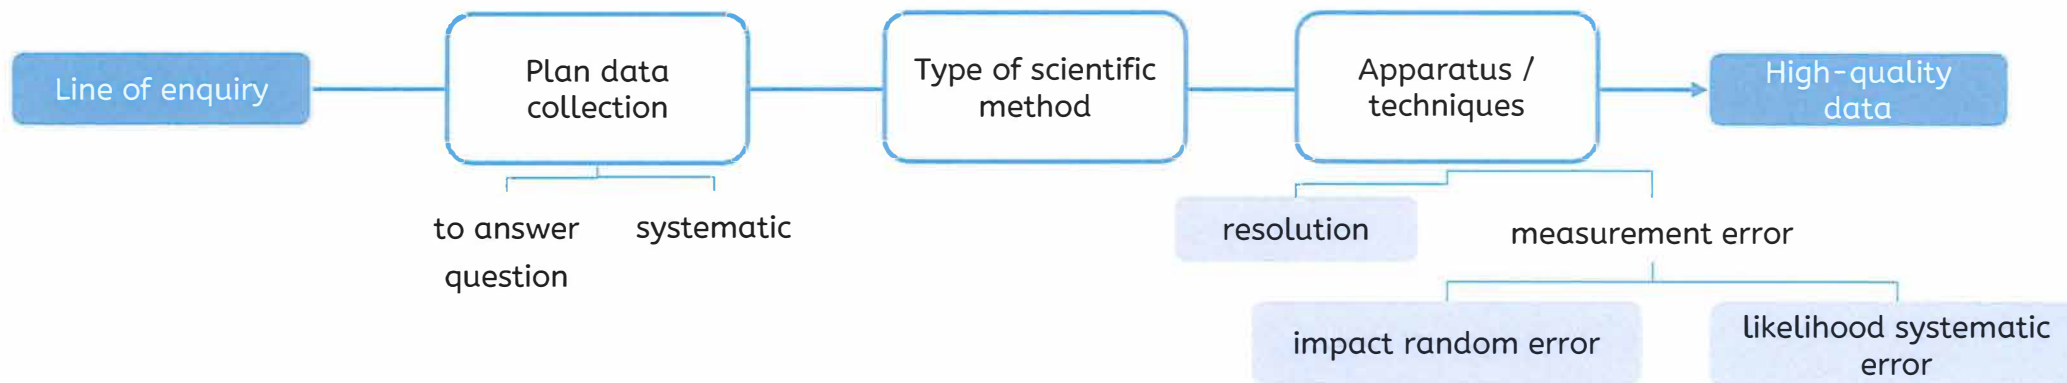 Line of enquiry
Plan data
collection
Type of scientific
method
Apparatus /
techniques
High-quality
data
to answer
question
systematic
resolution
measurement error
impact random error
likelihood systematic
error